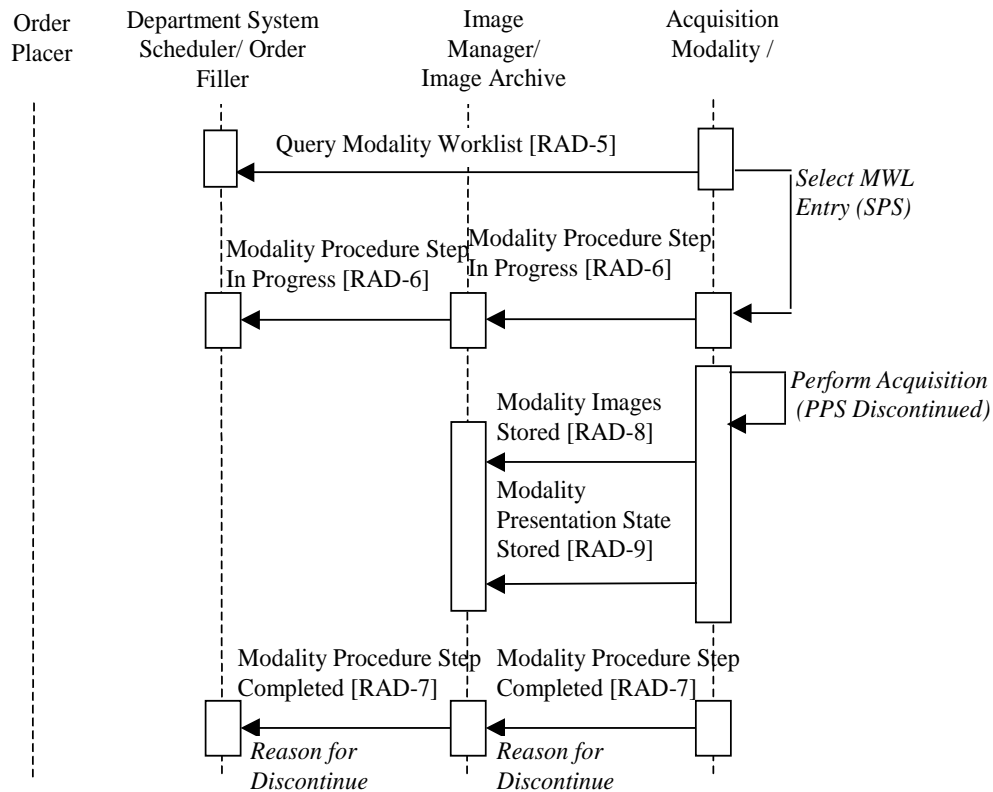 Order
Placer
Department System
Scheduler/ Order
Filler
Image
Manager/
Image Archive
Acquisition
Modality /
Query Modality Worklist [RAD-5]
Select MWL
Entry (SPS)
Modality Procedure Step
In Progress [RAD-6]
Modality Procedure Step
In Progress [RAD-6]
Perform Acquisition
(PPS Discontinued)
Modality Images
Stored [RAD-8]
Modality
Presentation State
Stored [RAD-9]
Modality Procedure Step
Completed [RAD-7]
Modality Procedure Step
Completed [RAD-7]
Reason for
Discontinue
Reason for
Discontinue